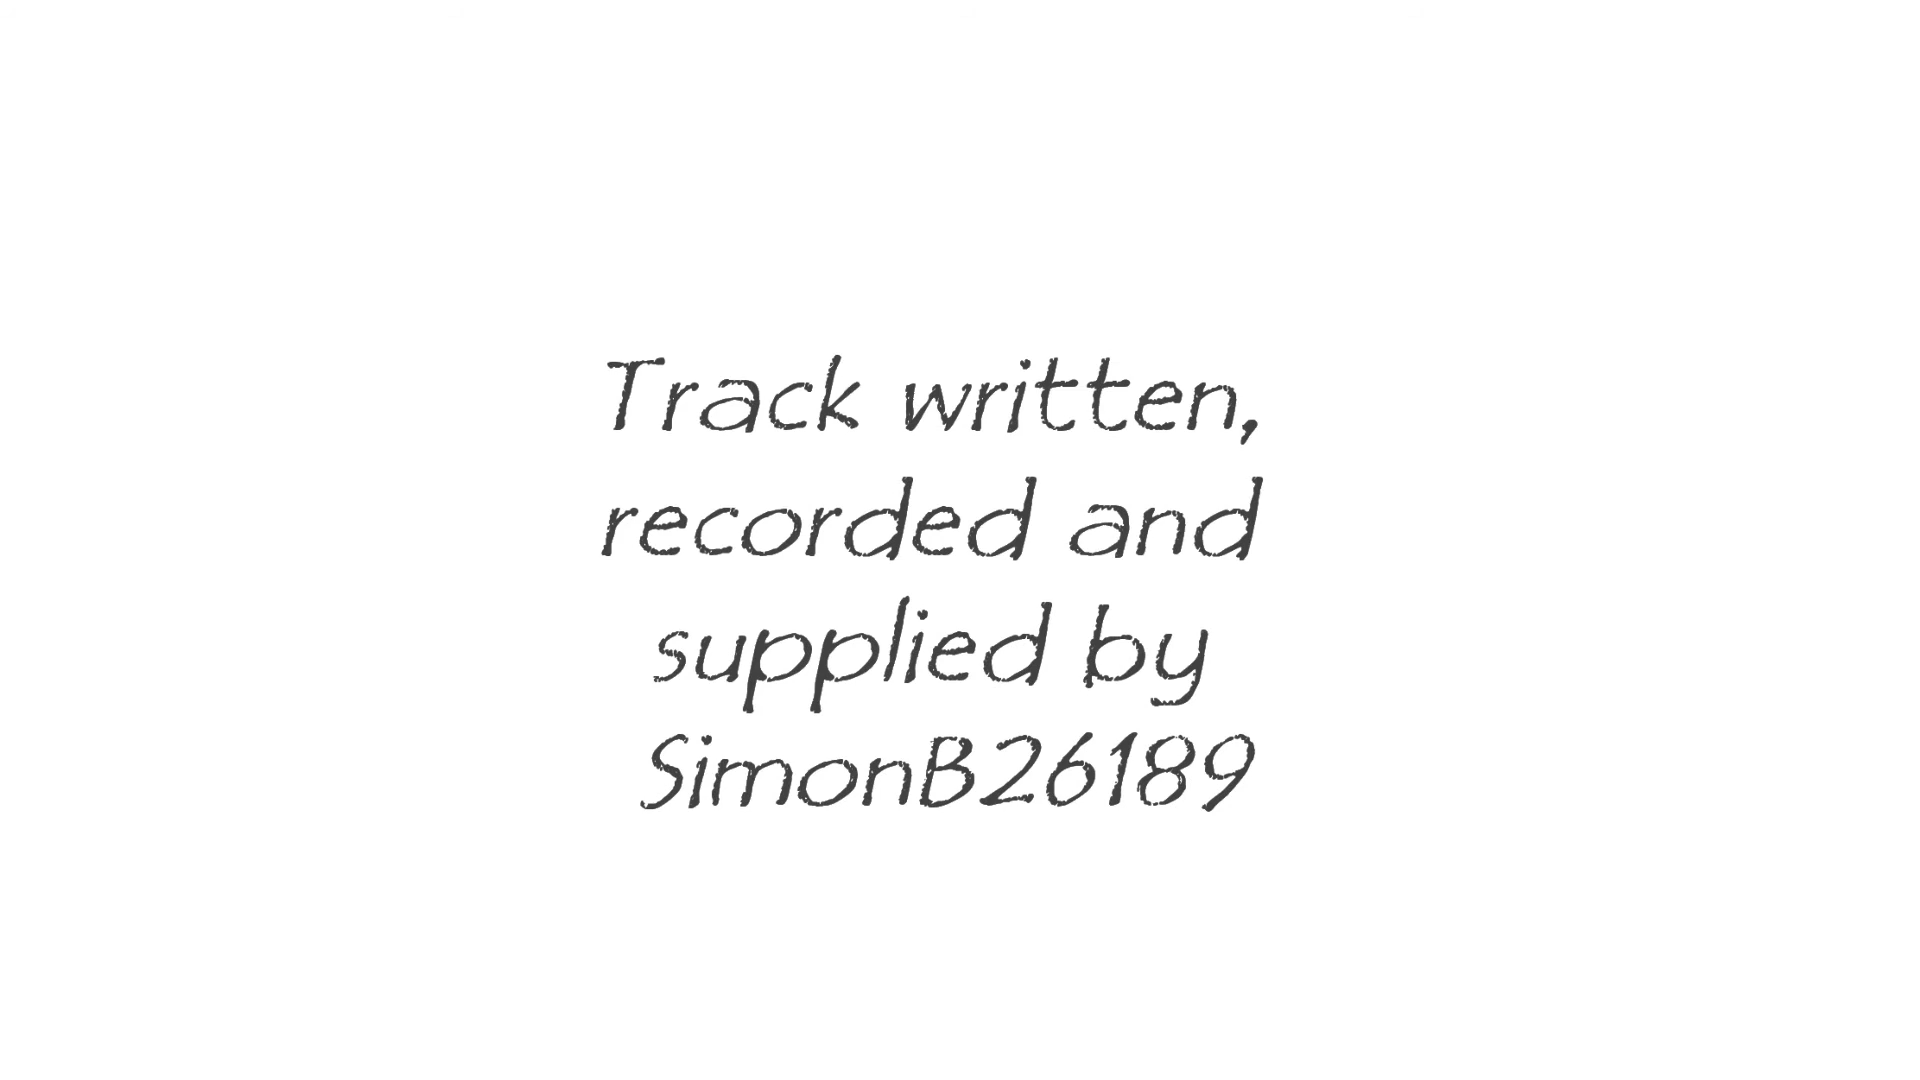 Track written,
recorded and
supplied by
SimonB26189